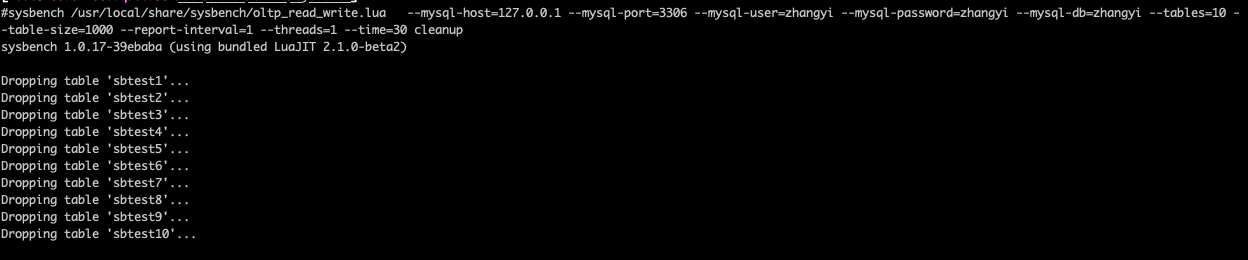 #sysbench /usr/local/share/sysbench/oltp_read_write.lua   --mysql-host=127.0.0.1 --mysql-port=3306 --mysql-user=zhangyi --mysql-password=zhangyi --mysql-db=zhangyi --tables=10 -
-table-size=1000 --report-interval=1 --threads=1 --time=30 cleanup
sysbench 1.0.17-39ebaba (using bundled LuaJIT 2.1.0-beta2)
Dropping table 'sbtest1'...
Dropping table 'sbtest2'...
Dropping table 'sbtest3'...
Dropping table 'sbtest4'...
Dropping table 'sbtest5'...
Dropping table 'sbtest6'...
Dropping table 'sbtest7'...
Dropping table 'sbtest8'...
Dropping table 'sbtest9'...
Dropping table 'sbtest10'...